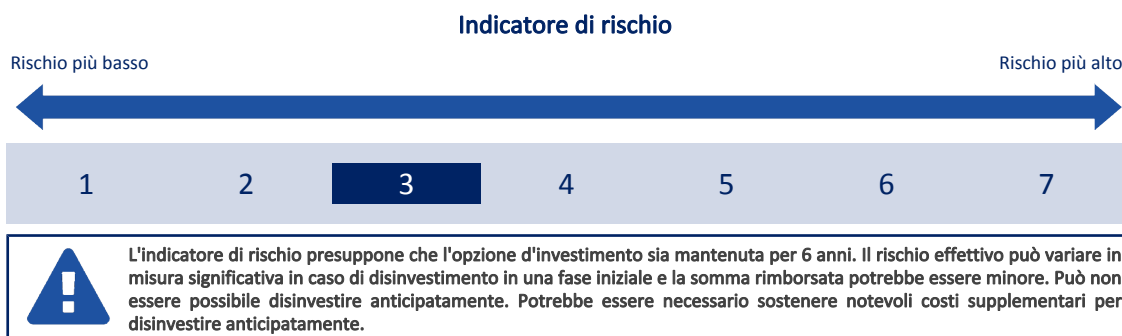 Indicatore di rischio
Rischio più basso Rischio più alto
1 2 3 4 5 6 7
L'indicatore di rischio presuppone che l'opzione d'investimento sia mantenuta per 6 anni. Il rischio effettivo può variare in
misura significativa in caso di disinvestimento in una fase iniziale e la somma rimborsata potrebbe essere minore. Può non
essere possibile disinvestire anticipatamente. Potrebbe essere necessario sostenere notevoli costi supplementari per
disinvestire anticipatamente.